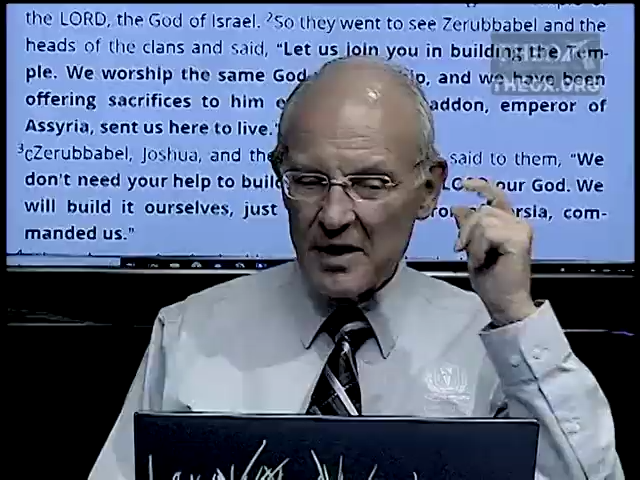 the LORD, the God of Israel. ²So they went to see Zerubbabel and the
heads of the clans and said, "Let us join you in building the Tem-
ple. We worship the same God and we have been
offering sacrifices to him addon, emperor of
Assyria, sent us here to live."
³cZerubbabel, Joshua, and the said to them, "We
don't need your help to build our God. We
will build it ourselves, just rsia, com-
manded us."
THEOX.ORG